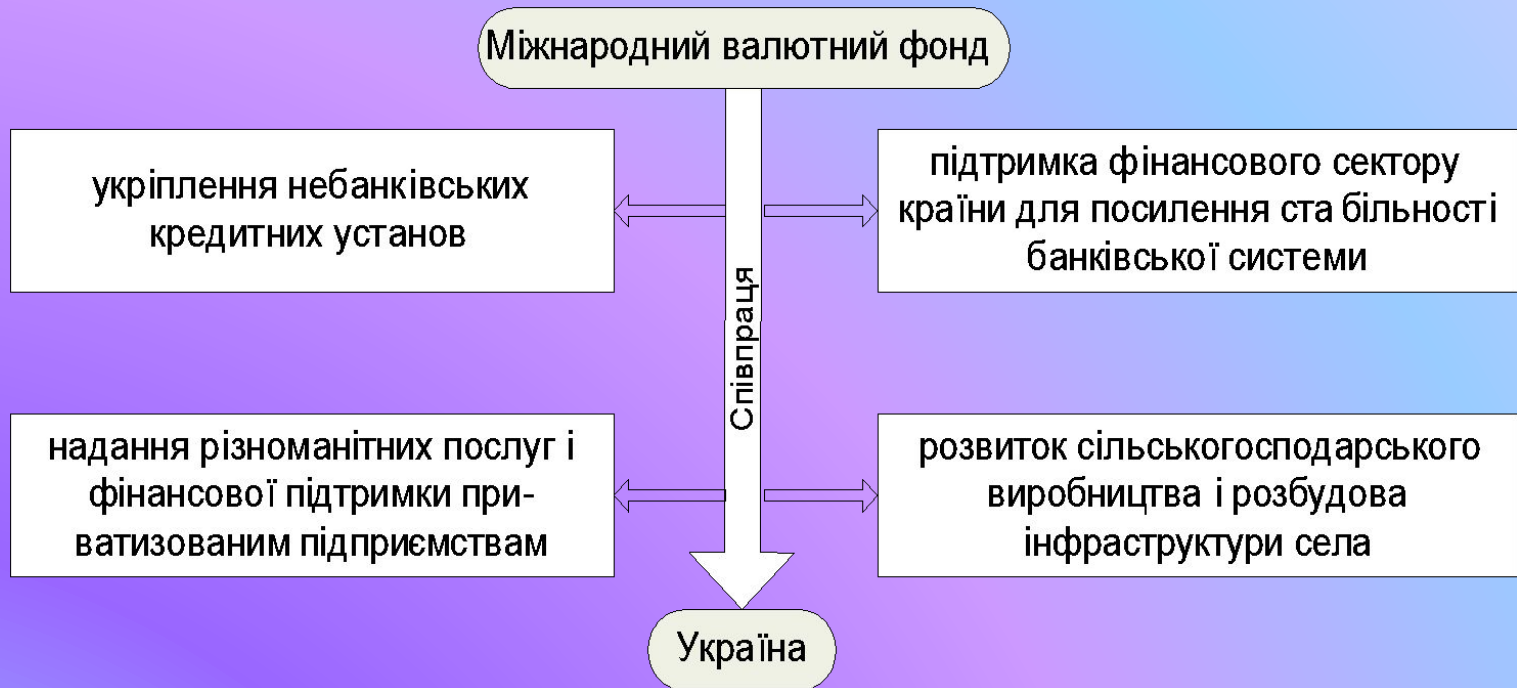 Міжнародний валютний фонд
укріплення небанківських
кредитних установ
підтримка фінансового сектору
країни для посилення ста більності
банківської системи
Співпраця
надання різноманітних послуг і
фінансової підтримки при-
ватизованим підприємствам
розвиток сільськогосподарського
виробництва і розбудова
інфраструктури села
Україна